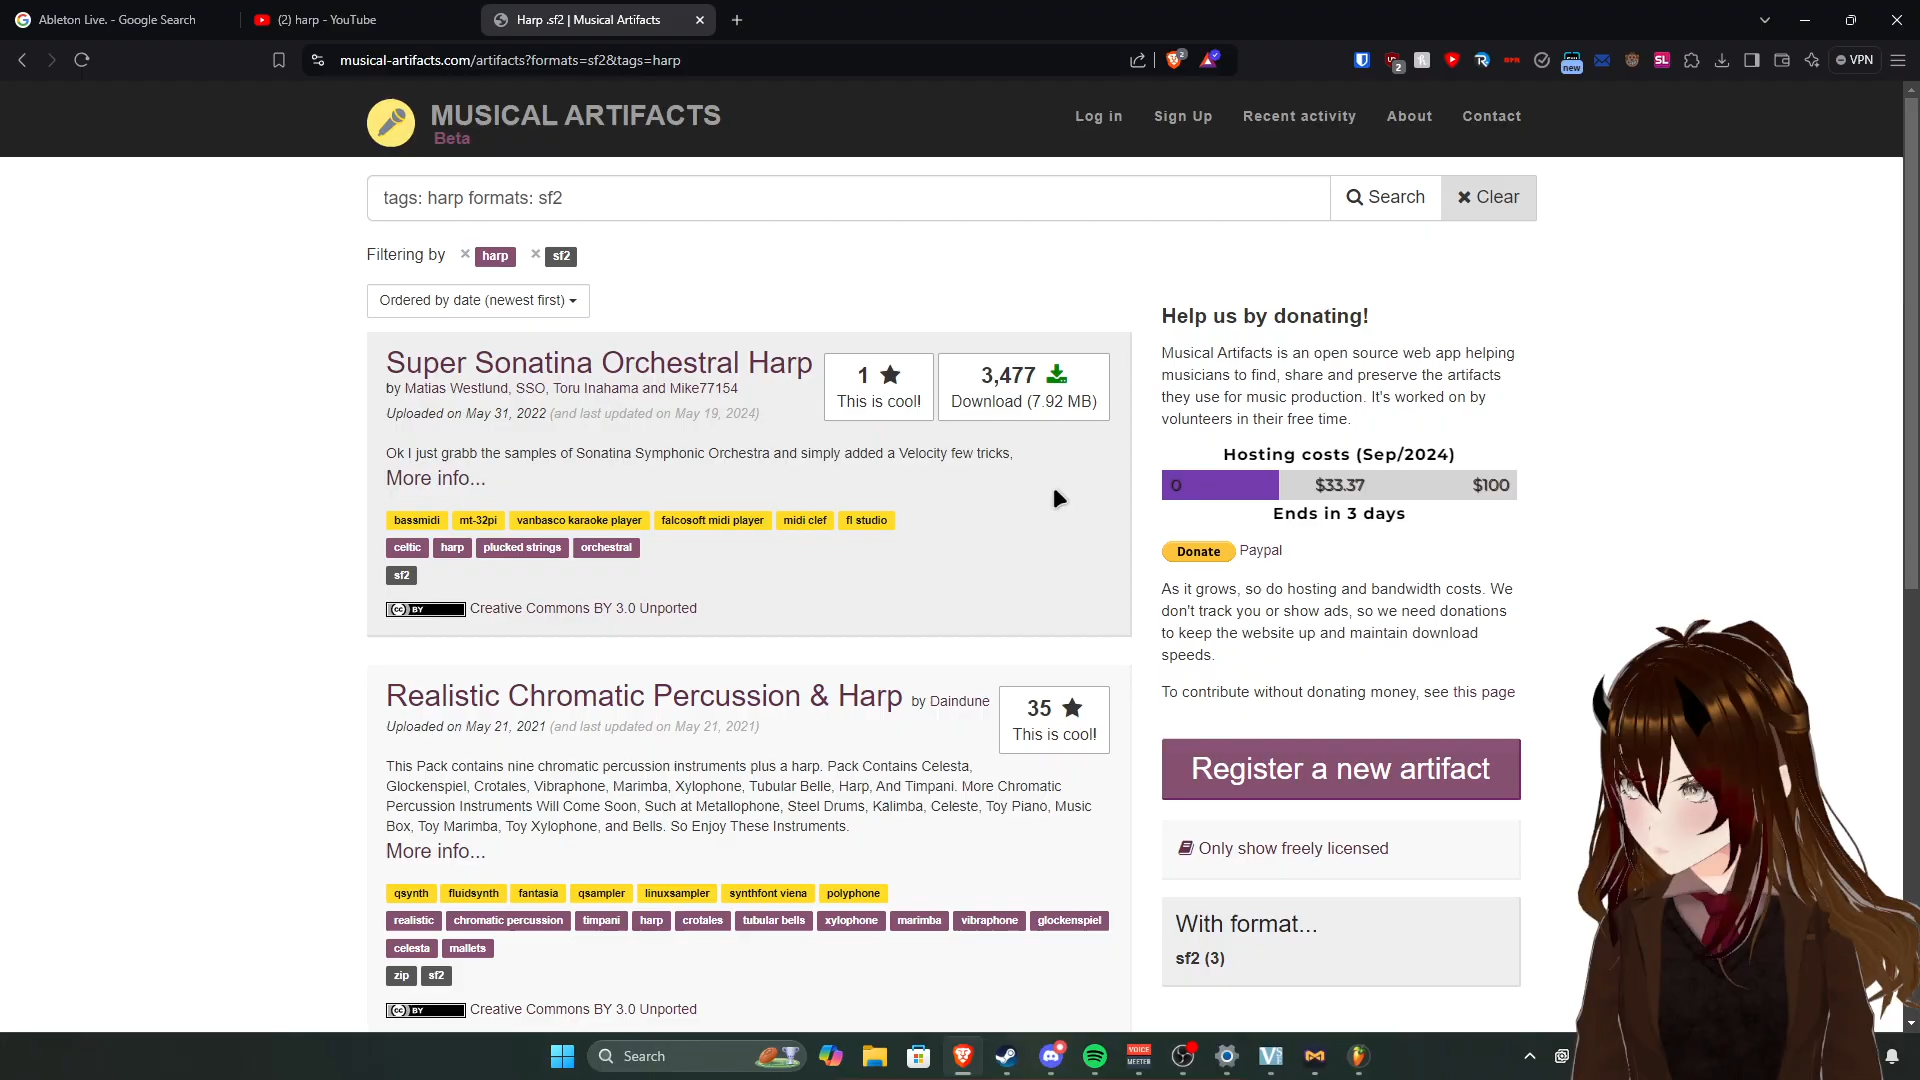 Ableton Live. - Google Search
(2) harp - YouTube
Harp .sf2 | Musical Artifacts
musical-artifacts.com/artifacts?formats=sf2&tags=harp
2
2
new
SL
VPN
MUSICAL ARTIFACTS
Beta
Log in
Sign Up
Recent activity
About
Contact
tags: harp formats: sf2
Search
Clear
Filtering by
harp
sf2
Ordered by date (newest first)
Super Sonatina Orchestral Harp
by Matias Westlund, SSO, Toru Inahama and Mike77154
Uploaded on May 31, 2022 (and last updated on May 19, 2024)
1
This is cool!
3,477
Download (7.92 MB)
Ok I just grabb the samples of Sonatina Symphonic Orchestra and simply added a Velocity few tricks,
More info...
bassmidi
mt-32pi
vanbasco karaoke player
falcosoft midi player
midi clef
fl studio
celtic
harp
plucked strings
orchestral
sf2
(cc) BY
Creative Commons BY 3.0 Unported
Realistic Chromatic Percussion & Harp by Daindune
Uploaded on May 21, 2021 (and last updated on May 21, 2021)
35
This is cool!
This Pack contains nine chromatic percussion instruments plus a harp. Pack Contains Celesta,
Glockenspiel, Crotales, Vibraphone, Marimba, Xylophone, Tubular Belle, Harp, And Timpani. More Chromatic
Percussion Instruments Will Come Soon, Such at Metallophone, Steel Drums, Kalimba, Celeste, Toy Piano, Music
Box, Toy Marimba, Toy Xylophone, and Bells. So Enjoy These Instruments.
More info...
qsynth
fluidsynth
fantasia
qsampler
linuxsampler
synthfont viena
polyphone
realistic
chromatic percussion
timpani
harp
crotales
tubular bells
xylophone
marimba
vibraphone
glockenspiel
celesta
mallets
zip
sf2
(cc) BY
Creative Commons BY 3.0 Unported
Help us by donating!
Musical Artifacts is an open source web app helping
musicians to find, share and preserve the artifacts
they use for music production. It's worked on by
volunteers in their free time.
Hosting costs (Sep/2024)
0
$33.37
$100
Ends in 3 days
Donate
Paypal
As it grows, so do hosting and bandwidth costs. We
don't track you or show ads, so we need donations
to keep the website up and maintain download
speeds.
To contribute without donating money, see this page
Register a new artifact
Only show freely licensed
With format...
sf2 (3)
Search
VOICE
MEETER